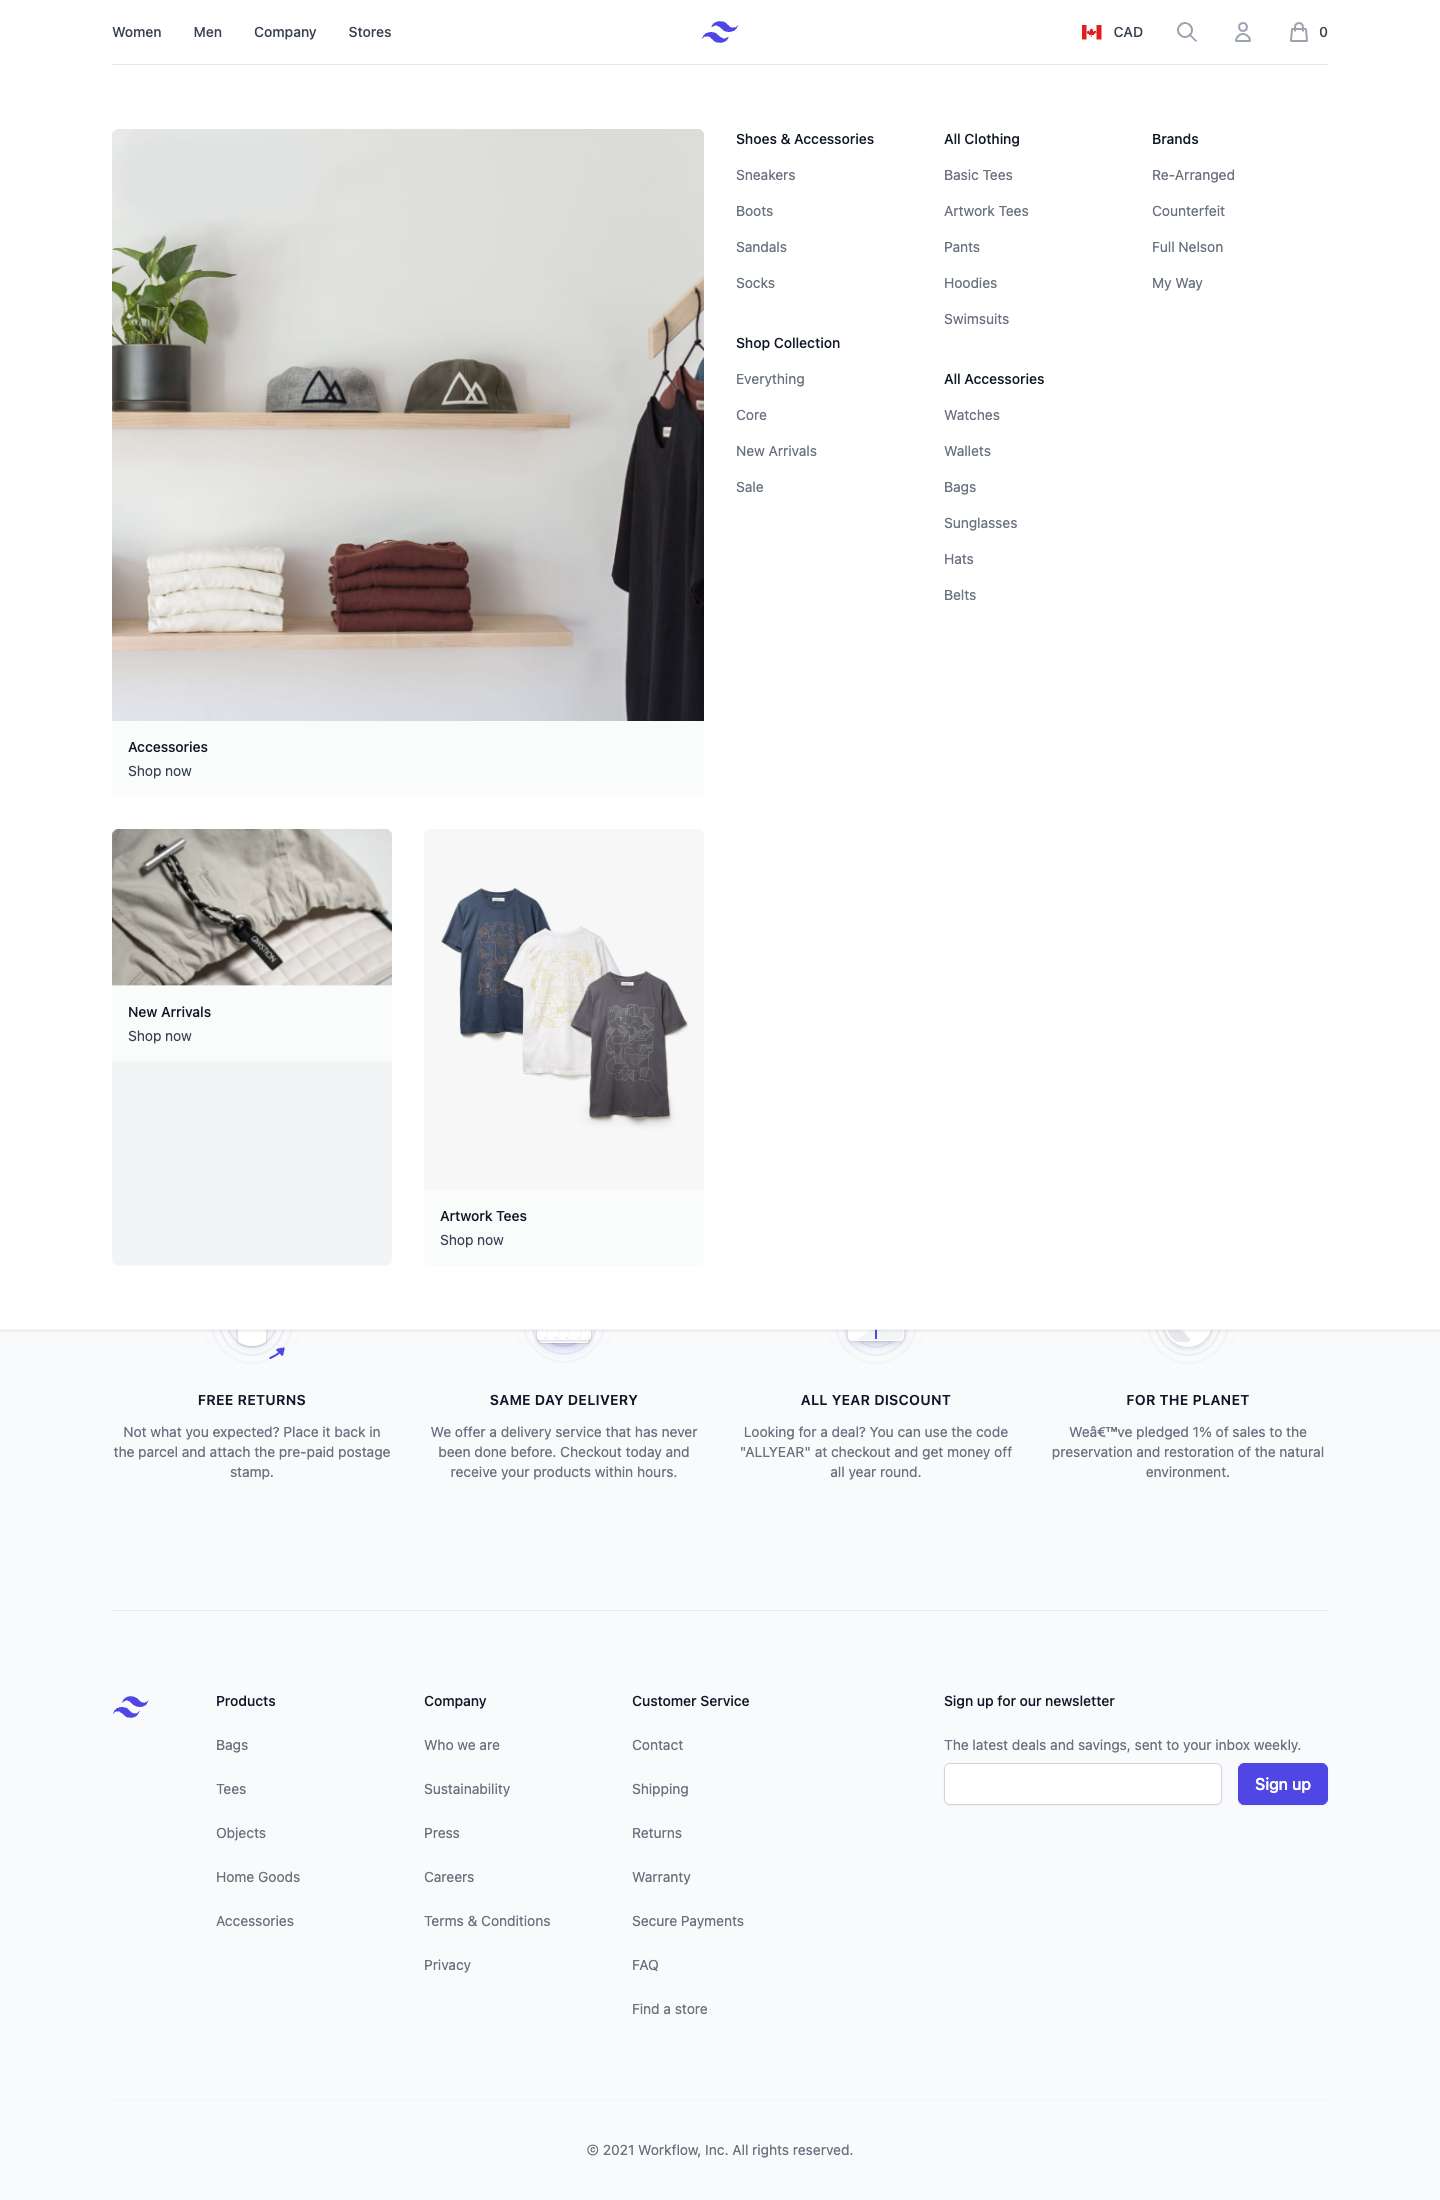 Women
Men
Company
Stores
CAD
0
Accessories
Shop now
New Arrivals
Shop now
Artwork Tees
Shop now
Shoes & Accessories
Sneakers
Boots
Sandals
Socks
Shop Collection
Everything
Core
New Arrivals
Sale
All Clothing
Basic Tees
Artwork Tees
Pants
Hoodies
Swimsuits
All Accessories
Watches
Wallets
Bags
Sunglasses
Hats
Belts
Brands
Re-Arranged
Counterfeit
Full Nelson
My Way
FREE RETURNS
Not what you expected? Place it back in
the parcel and attach the pre-paid postage
stamp.
SAME DAY DELIVERY
We offer a delivery service that has never
been done before. Checkout today and
receive your products within hours.
ALL YEAR DISCOUNT
Looking for a deal? You can use the code
"ALLYEAR" at checkout and get money off
all year round.
FOR THE PLANET
Weâ€™ve pledged 1% of sales to the
preservation and restoration of the natural
environment.
Products
Bags
Tees
Objects
Home Goods
Accessories
Company
Who we are
Sustainability
Press
Careers
Terms & Conditions
Privacy
Customer Service
Contact
Shipping
Returns
Warranty
Secure Payments
FAQ
Find a store
Sign up for our newsletter
The latest deals and savings, sent to your inbox weekly.
Sign up
© 2021 Workflow, Inc. All rights reserved.